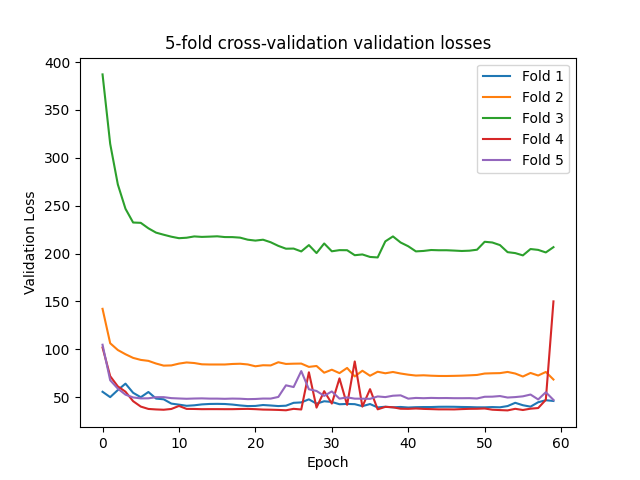 5-fold cross-validation validation losses
400
350
300
250
200
150
100
50
0
10
20
30
40
50
60
Validation Loss
Epoch
Fold 1
Fold 2
Fold 3
Fold 4
Fold 5